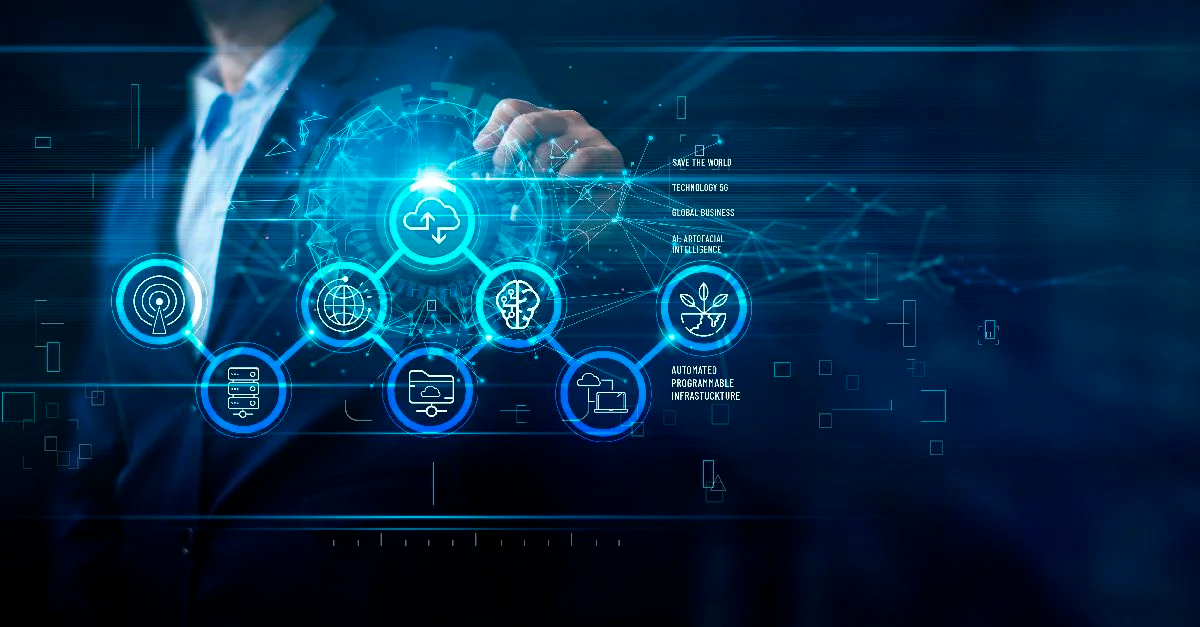 SAVE THE WORLD
TECHNOLOGY 5G
GLOBAL BUSINESS
AI: ARTOFACIAL
INTELLIGENCE
AUTOMATED
PROGRAMMABLE
INFRASTUCKTURE